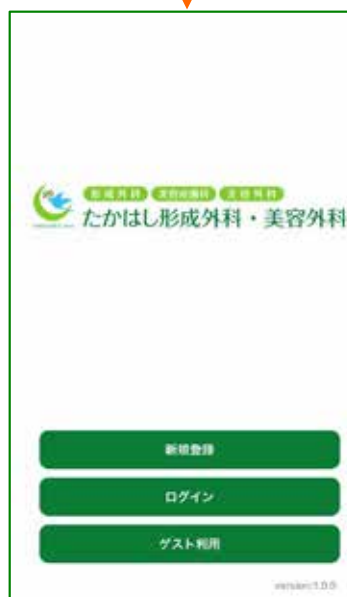 形成外科 美容皮膚科 美容外科
たかはし形成外科・美容外科
新規登録
ログイン
ゲスト利用
version:1.0.0